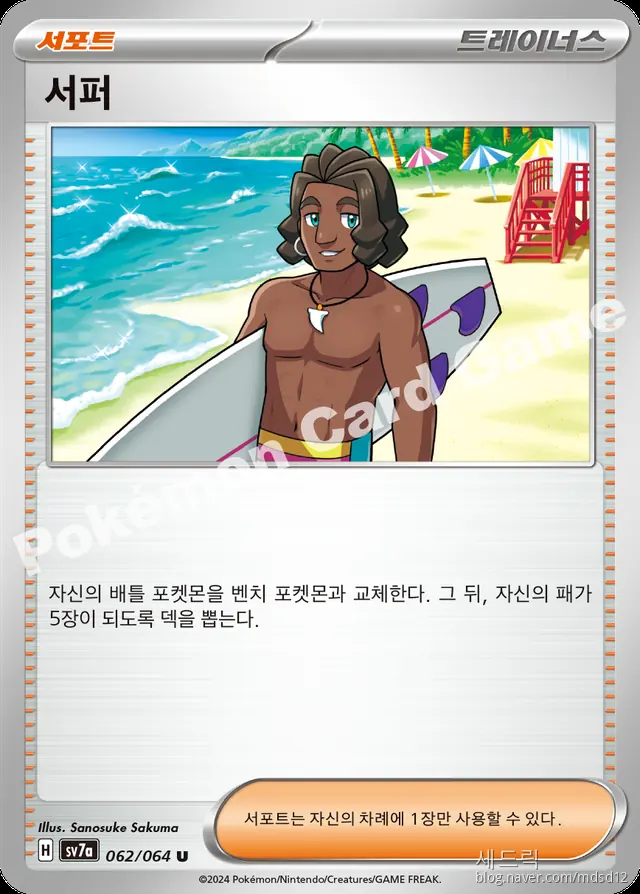 서포트
트레이너스
서퍼
Pokémon Card Game
자신의 배틀 포켓몬을 벤치 포켓몬과 교체한다. 그 뒤, 자신의 패가
5장이 되도록 덱을 뽑는다.
서포트는 자신의 차례에 1장만 사용할 수 있다.
Illus. Sanosuke Sakuma
H sv7a 062/064 U
©2024 Pokémon/Nintendo/Creatures/GAME FREAK.
세드릭
blog.naver.com/mdsd12